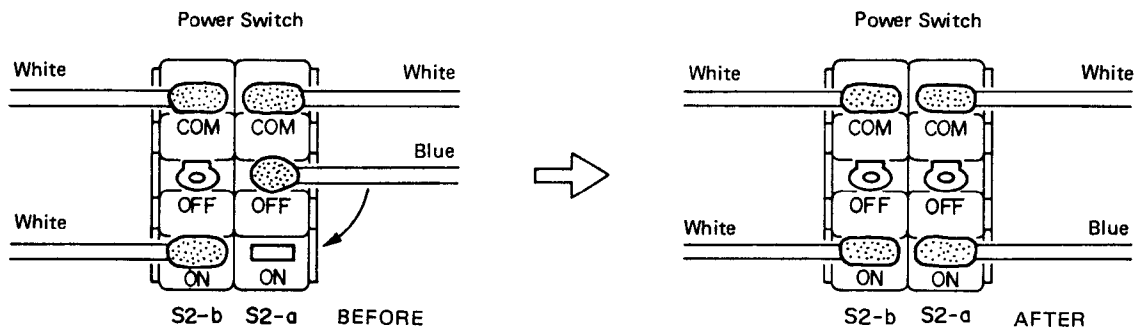 Power Switch
White
White
COM
COM
Blue
OFF
OFF
White
ON
ON
S2-b
S2-a
BEFORE
Power Switch
White
White
COM
COM
OFF
OFF
White
Blue
ON
ON
S2-b
S2-a
AFTER